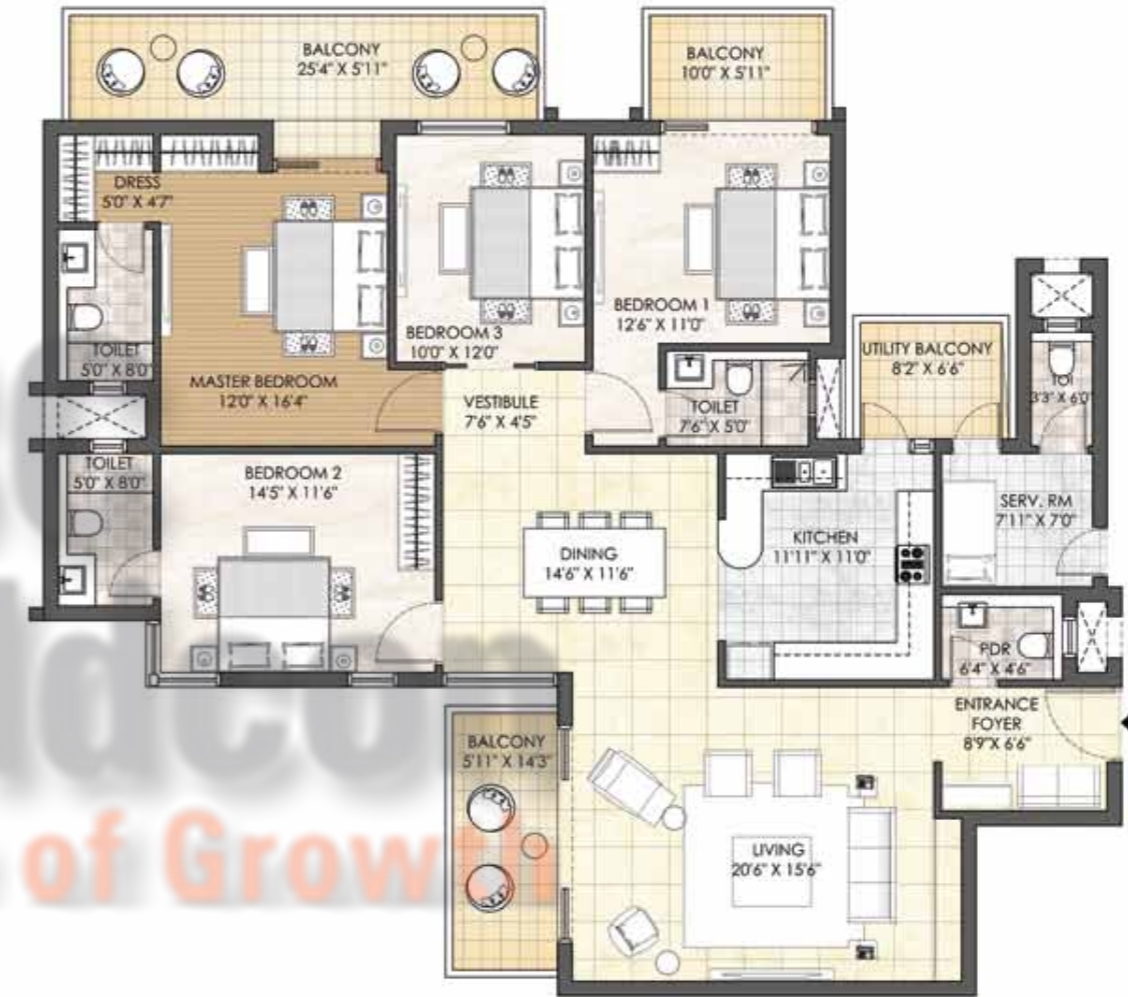 BALCONY
25'4" X 5'11"
BALCONY
10'0" X 5'11"
DRESS
5'0" X 4'7"
BEDROOM 3
10'0" X 12'0"
BEDROOM 1
12'6" X 11'0"
TOILET
5'0" X 8'0"
MASTER BEDROOM
12'0" X 16'4"
VESTIBULE
7'6" X 4'5"
TOILET
7'6" X 5'0"
UTILITY BALCONY
8'2" X 6'6"
TOI
3'3" X 6'0"
TOILET
5'0" X 8'0"
BEDROOM 2
14'5" X 11'6"
DINING
14'6" X 11'6"
KITCHEN
11'11" X 11'0"
SERV. RM
7'11" X 7'0"
PDR
6'4" X 4'6"
ENTRANCE
FOYER
8'9"X 6'6"
BALCONY
5'11" X 14'3"
LIVING
20'6" X 15'6"
ldcon
of Growth